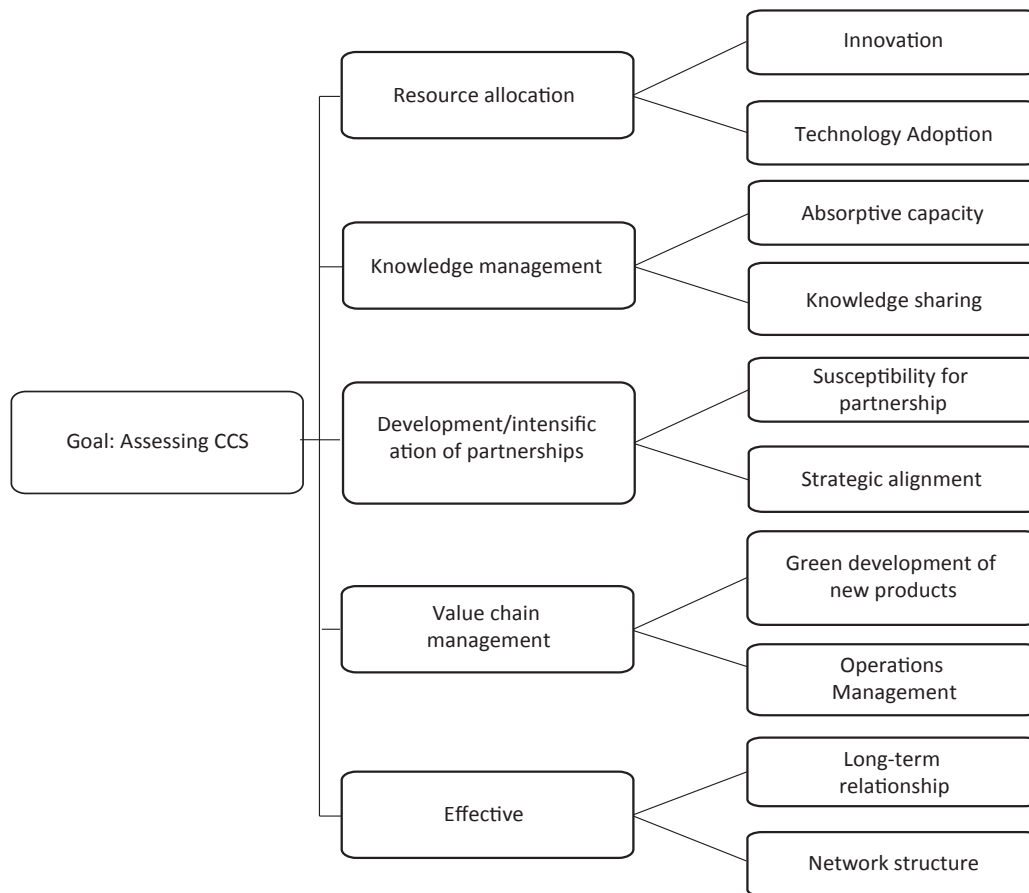 Goal: Assessing CCS
Resource allocation
Innovation
Technology Adoption
Knowledge management
Absorptive capacity
Knowledge sharing
Development/intensific
ation of partnerships
Susceptibility for
partnership
Strategic alignment
Value chain
management
Green development of
new products
Operations
Management
Effective
Long-term
relationship
Network structure